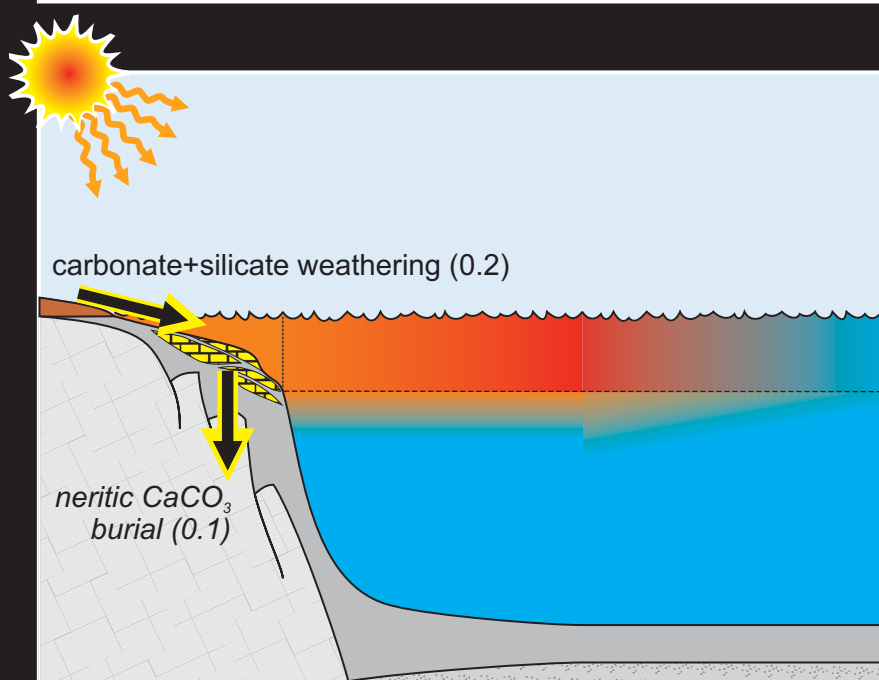 carbonate+silicate weathering (0.2)
neritic CaCO₃
burial (0.1)